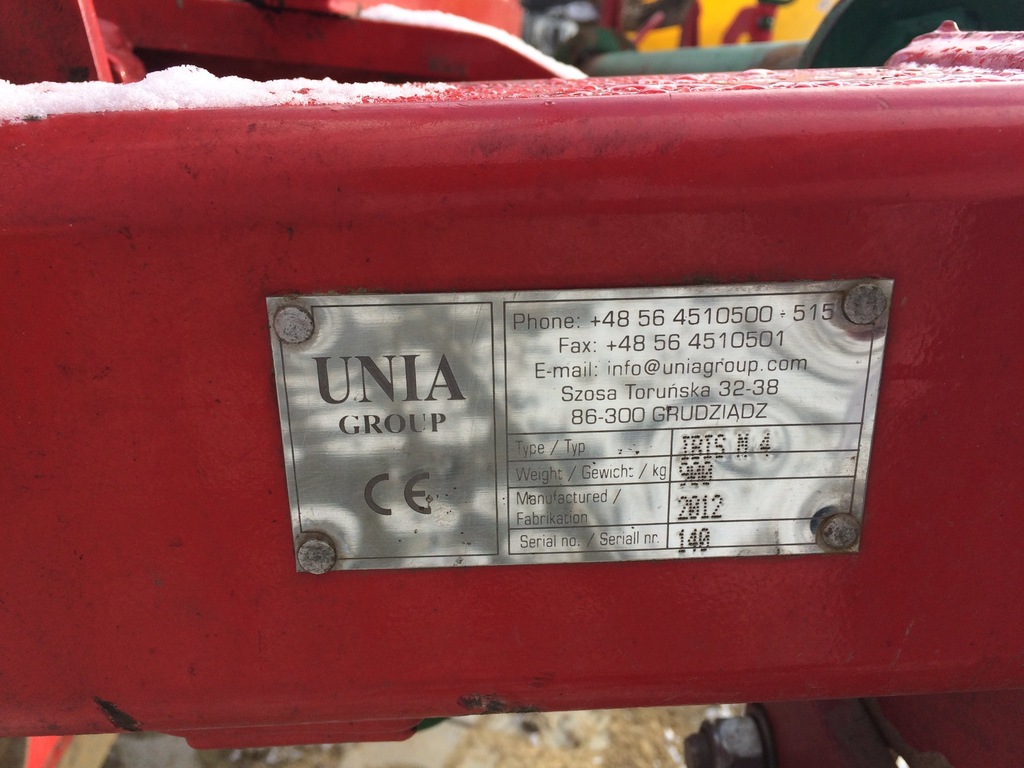 UNIA
GROUP
CE
Phone: +48 56 4510500 ÷ 515
Fax: +48 56 4510501
E-mail: info@uniagroup.com
Szosa Toruńska 32-38
86-300 GRUDZIĄDZ
Type / Typ IBIS M 4
Weight / Gewicht / kg 900
Manufactured / Fabrikation 2012
Serial no. / Seriall nr. 140